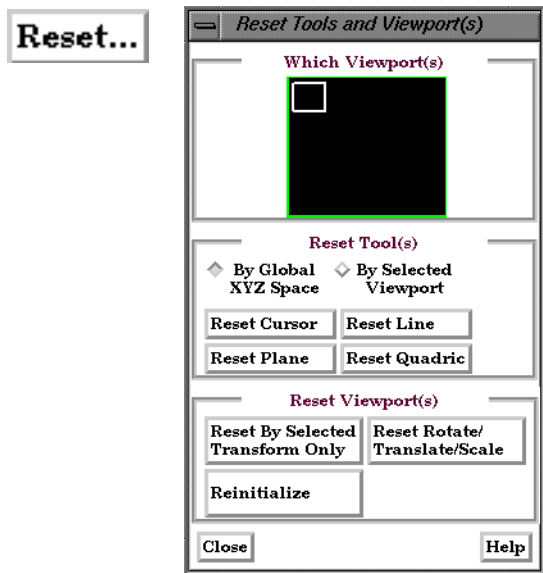 Reset...
Reset Tools and Viewport(s)
Which Viewport(s)
Reset Tool(s)
By Global
XYZ Space
By Selected
Viewport
Reset Cursor
Reset Line
Reset Plane
Reset Quadric
Reset Viewport(s)
Reset By Selected
Transform Only
Reset Rotate/
Translate/Scale
Reinitialize
Close
Help